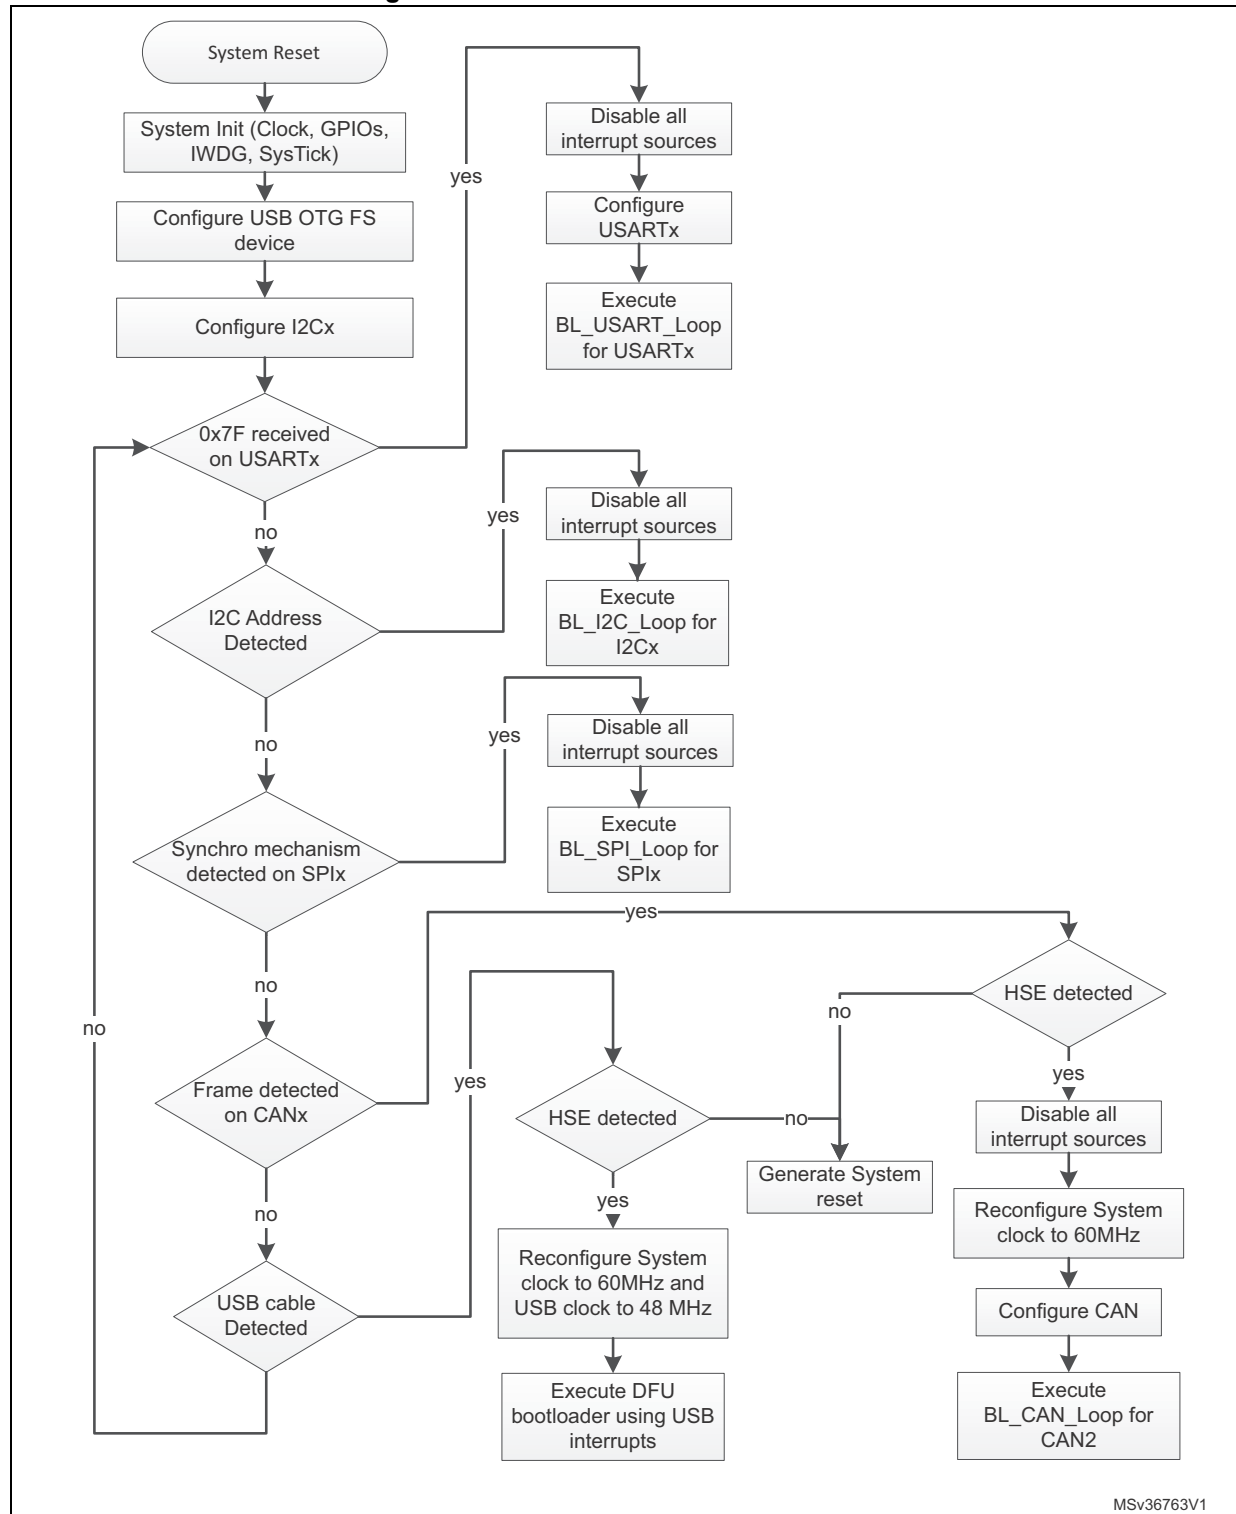 System Reset
System Init (Clock, GPIOs,
IWDG, SysTick)
Configure USB OTG FS
device
Configure I2Cx
0x7F received
on USARTx
yes
Disable all
interrupt sources
Configure
USARTx
Execute
BL_USART_Loop
for USARTx
no
I2C Address
Detected
yes
Disable all
interrupt sources
Execute
BL_I2C_Loop for
I2Cx
no
Synchro mechanism
detected on SPIx
yes
Disable all
interrupt sources
Execute
BL_SPI_Loop for
SPIx
no
Frame detected
on CANx
yes
HSE detected
no
yes
Disable all
interrupt sources
Reconfigure System
clock to 60MHz
Configure CAN
Execute
BL_CAN_Loop for
CAN2
no
USB cable
Detected
yes
HSE detected
no
Generate System
reset
yes
Reconfigure System
clock to 60MHz and
USB clock to 48 MHz
Execute DFU
bootloader using USB
interrupts
no
MSv36763V1